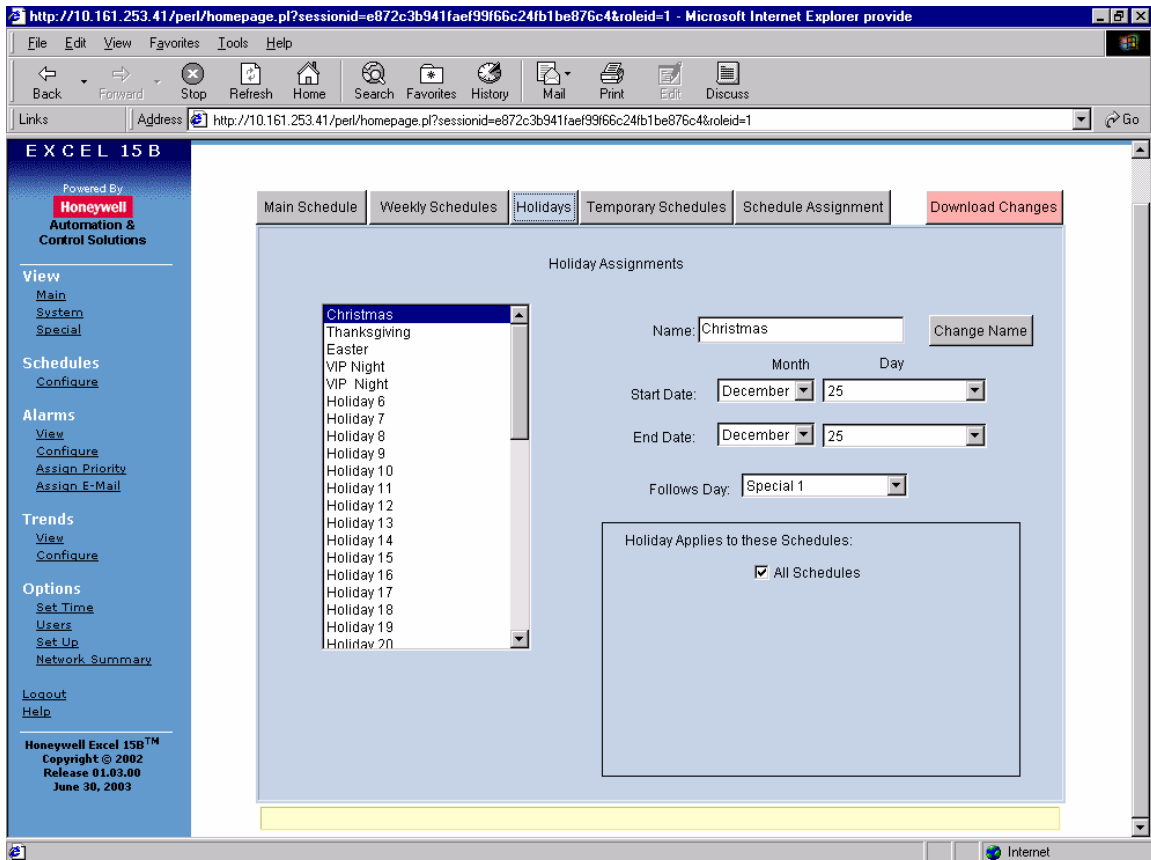 http://10.161.253.41/perl/homepage.pl?sessionid=e872c3b941faef99f66c24fb1be876c4&roleid=1 - Microsoft Internet Explorer provide
File Edit View Favorites Tools Help
Back Forward Stop Refresh Home Search Favorites History Mail Print Edit Discuss
Links Address http://10.161.253.41/perl/homepage.pl?sessionid=e872c3b941faef99f66c24fb1be876c4&roleid=1 Go
EXCEL 15 B
Powered By
Honeywell
Automation &
Control Solutions
View
Main
System
Special
Schedules
Configure
Alarms
View
Configure
Assign Priority
Assign E-Mail
Trends
View
Configure
Options
Set Time
Users
Set Up
Network Summary
Logout
Help
Honeywell Excel 15B™
Copyright © 2002
Release 01.03.00
June 30, 2003
Main Schedule Weekly Schedules Holidays Temporary Schedules Schedule Assignment Download Changes
Holiday Assignments
Christmas
Thanksgiving
Easter
VIP Night
VIP  Night
Holiday 6
Holiday 7
Holiday 8
Holiday 9
Holiday 10
Holiday 11
Holiday 12
Holiday 13
Holiday 14
Holiday 15
Holiday 16
Holiday 17
Holiday 18
Holiday 19
Holiday 20
Name: Christmas Change Name
Month Day
Start Date: December 25
End Date: December 25
Follows Day: Special 1
Holiday Applies to these Schedules:
All Schedules
Internet